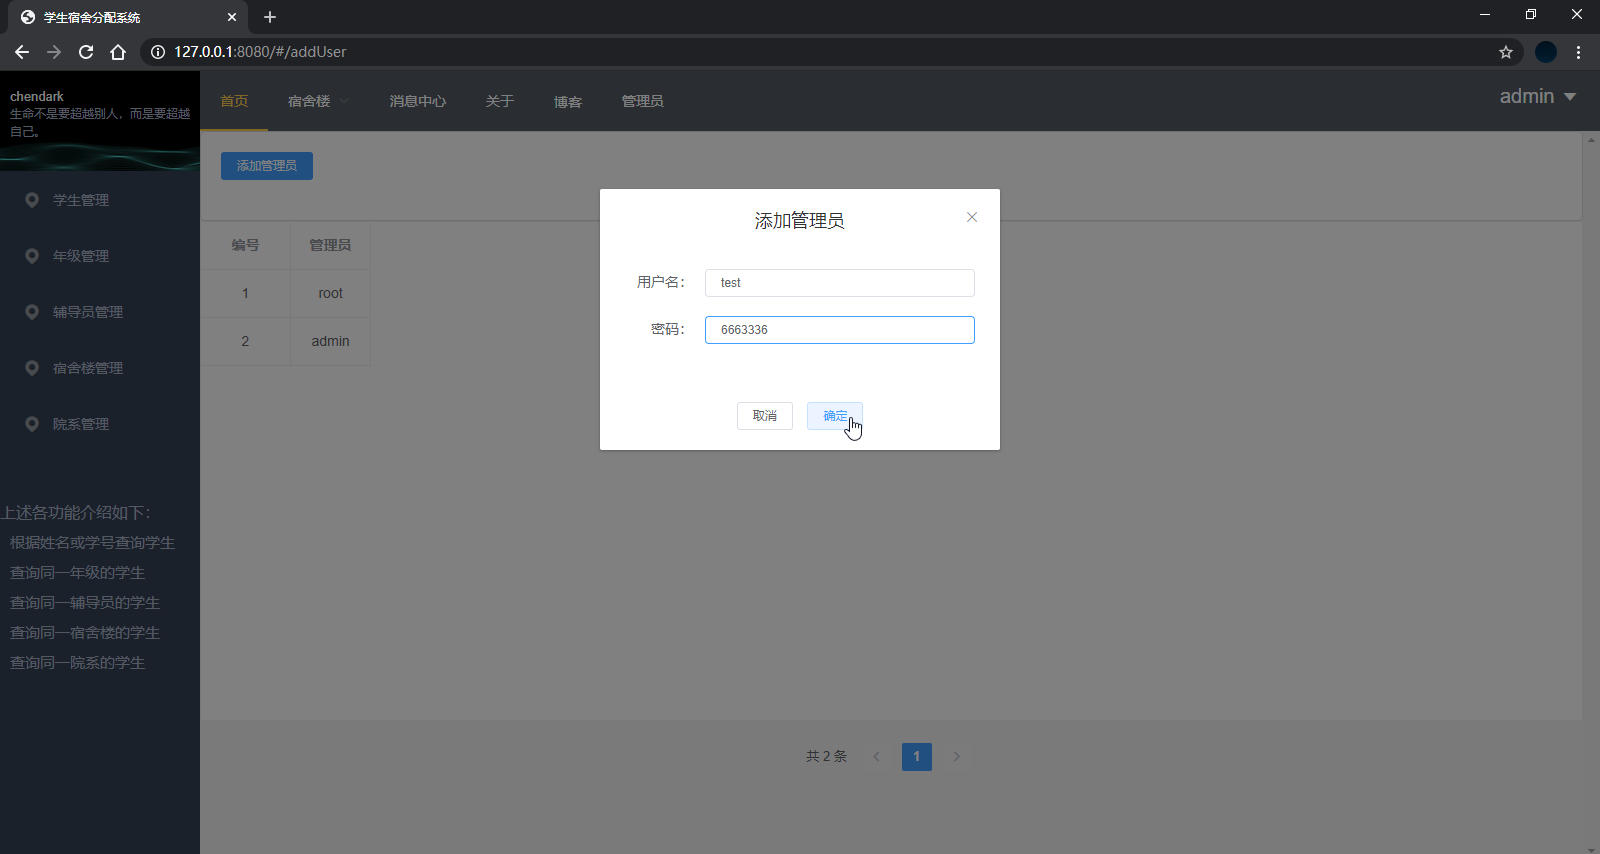 学生宿舍分配系统
127.0.0.1:8080/#/addUser
chendark
生命不是要超越别人，而是要超越
自己。
首页
宿舍楼
消息中心
关于
博客
管理员
admin
学生管理
年级管理
辅导员管理
宿舍楼管理
院系管理
上述各功能介绍如下：
根据姓名或学号查询学生
查询同一年级的学生
查询同一辅导员的学生
查询同一宿舍楼的学生
查询同一院系的学生
添加管理员
编号 管理员
1 root
2 admin
添加管理员
用户名： test
密码： 6663336
取消 确定
共 2 条 1